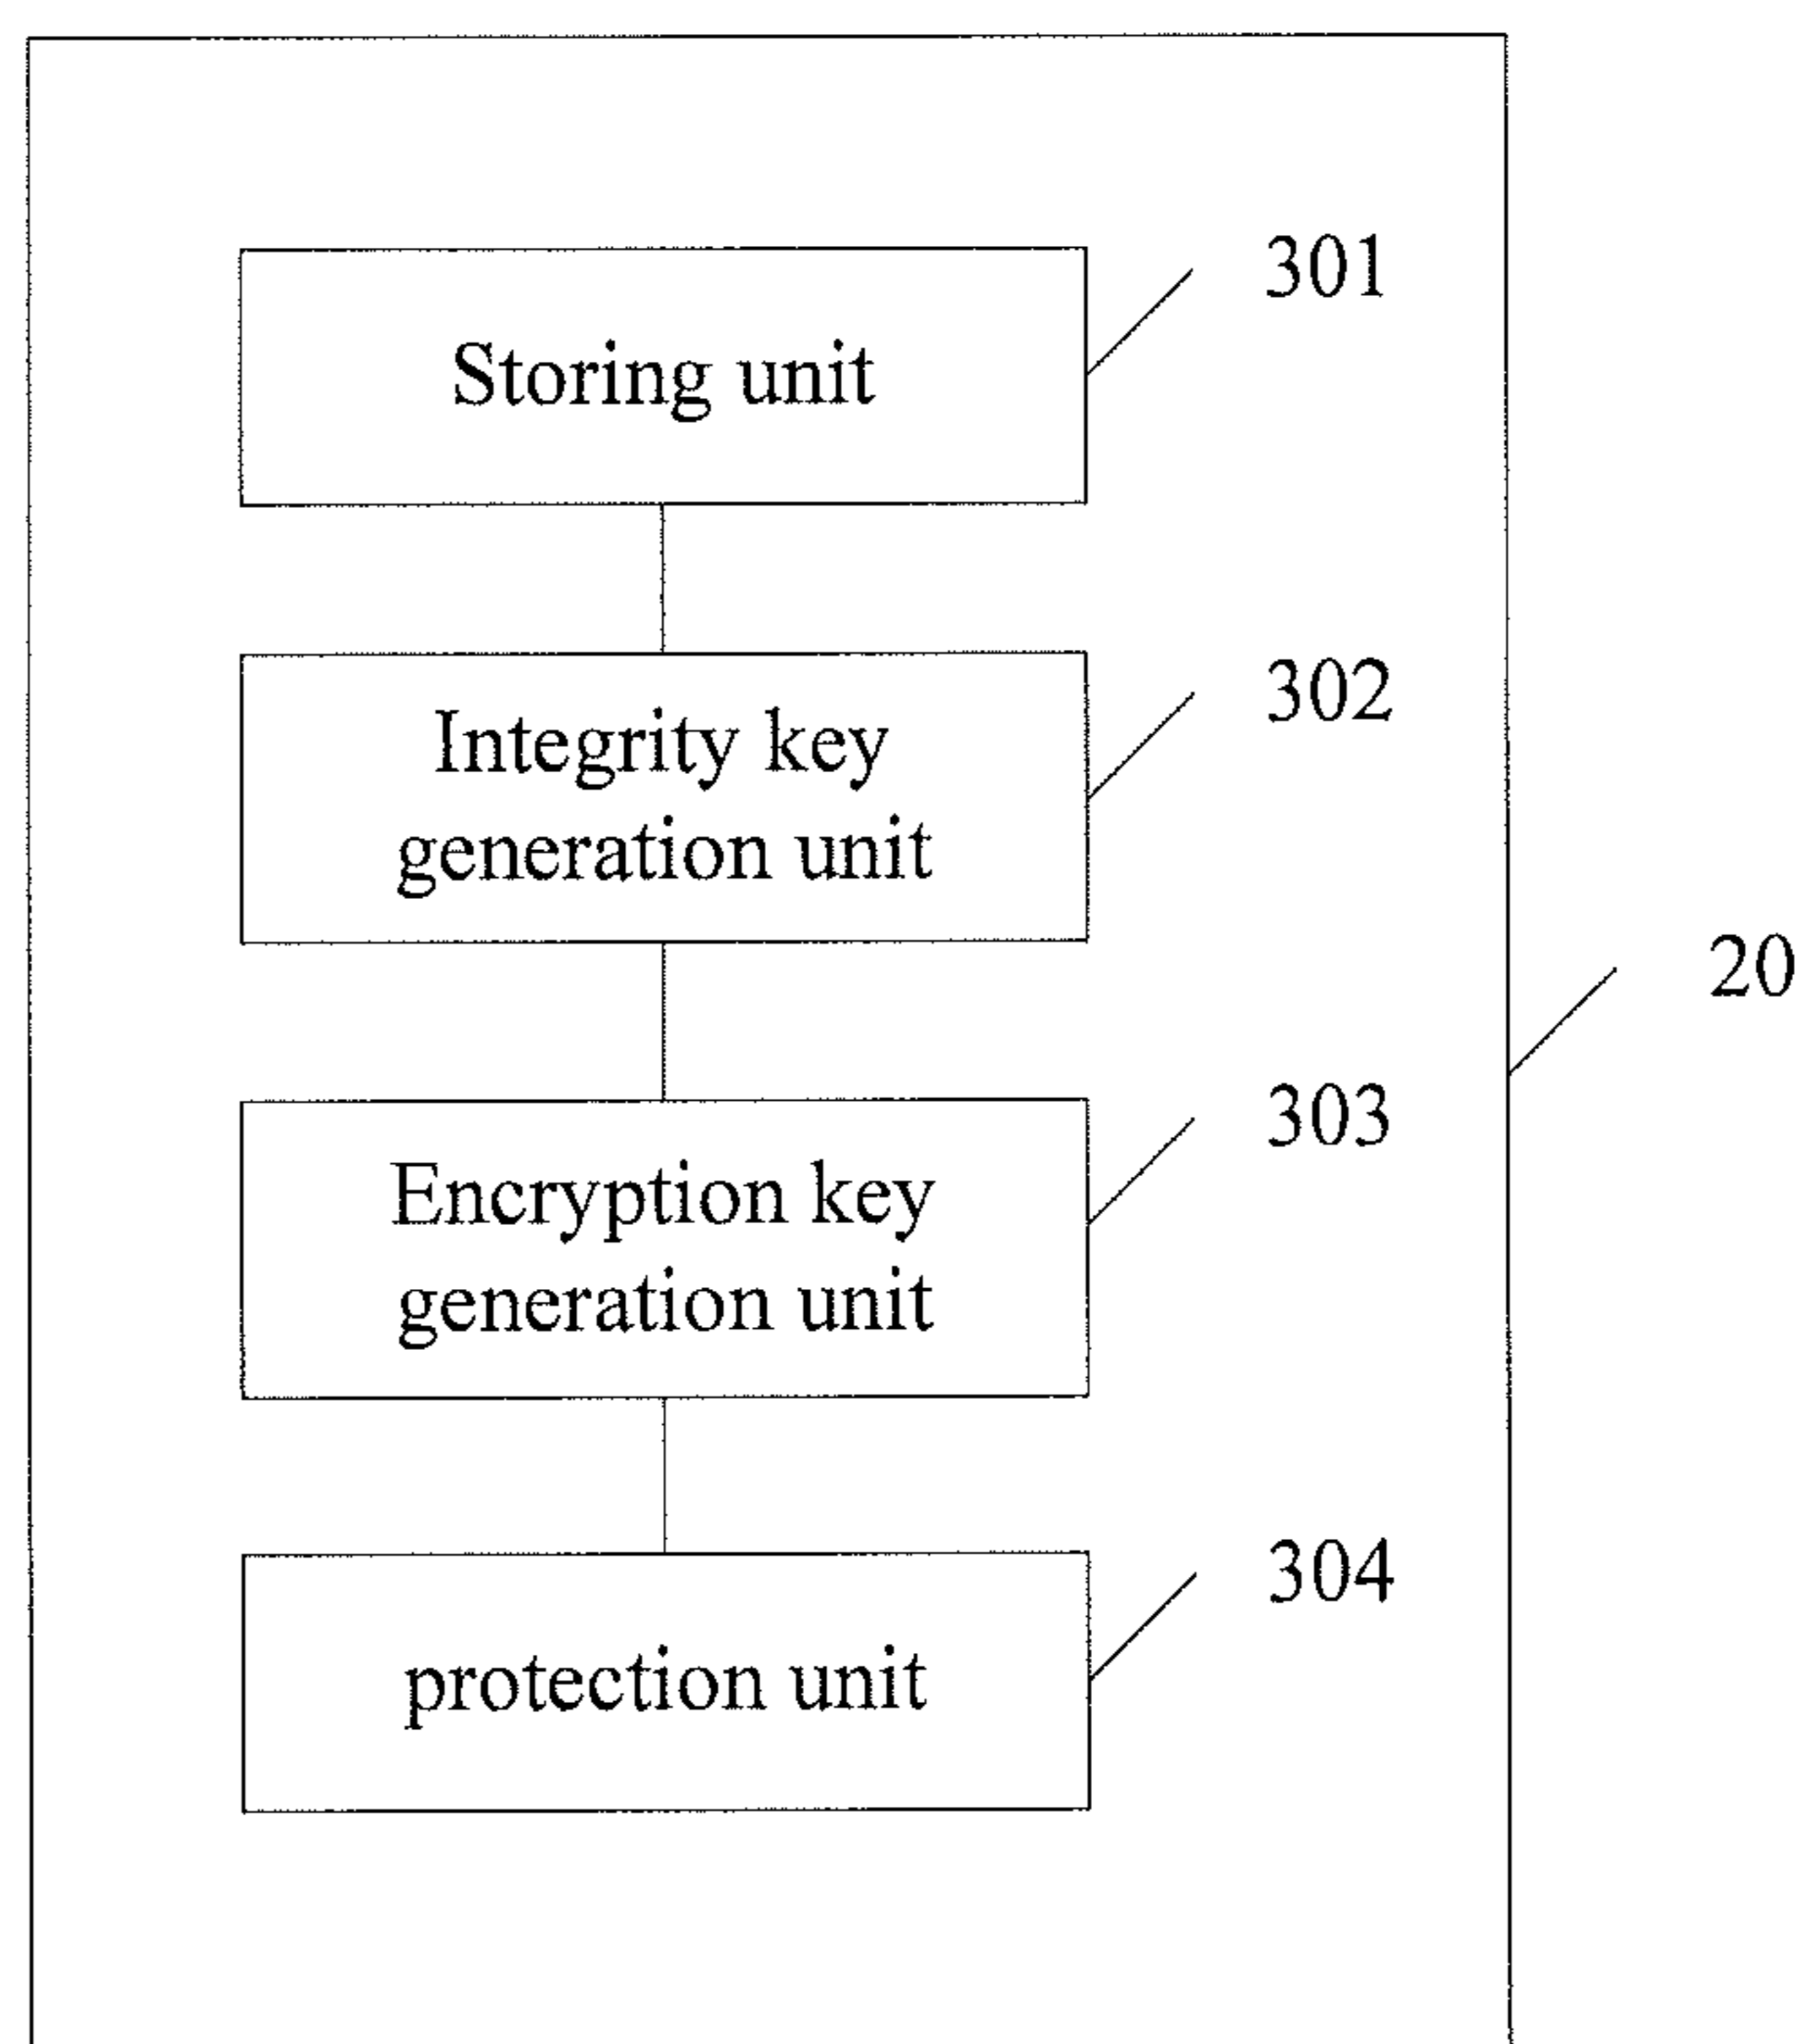 301
Storing unit
302
Integrity key
generation unit
20
303
Encryption key
generation unit
304
protection unit